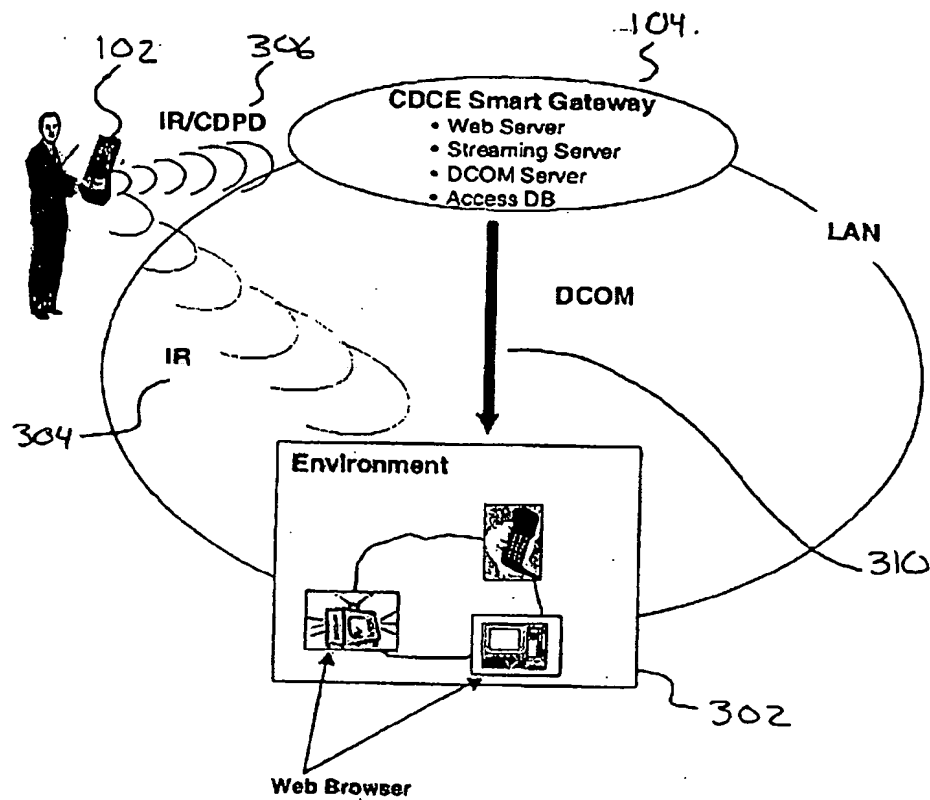 104.
102
306
IR/CDPD
CDCE Smart Gateway
• Web Server
• Streaming Server
• DCOM Server
• Access DB
LAN
DCOM
IR
304
Environment
310
302
Web Browser